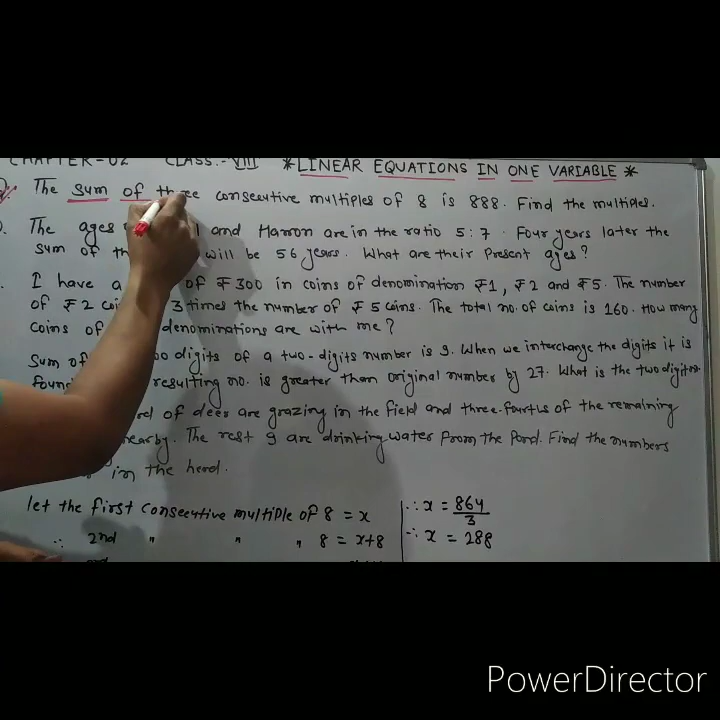 CHAPTER-02 CLASS:-VIII *LINEAR EQUATIONS IN ONE VARIABLE*
The sum of three consecutive multiples of 8 is 888. Find the multiples.
The ages and Haroon are in the ratio 5:7. Four years later the
sum of will be 56 years. What are their Present ages?
I have a of ₹300 in coins of denomination ₹1, ₹2 and ₹5. The number
of ₹2 3 times the number of ₹5 coins. The total no. of coins is 160. How many
coins of denominations are with me?
Sum of digits of a two-digits number is 9. When we interchange the digits it is
resulting no. is greater than original number by 27. What is the two digit no.
of deer are grazing in the field and three-fourths of the remaining
nearby. The rest 9 are drinking water from the Pond. Find the numbers
in the herd.
let the first consecutive multiple of 8 = x
∴ 2nd " " " 8 = x+8
∴ x = 864/3
∴ x = 288
PowerDirector